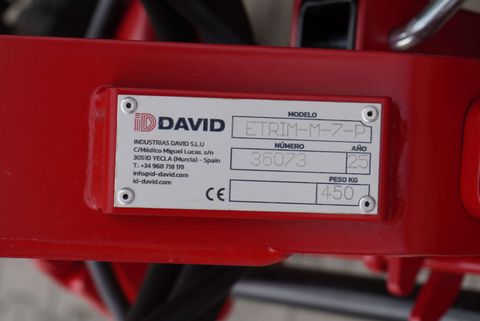 iD DAVID
INDUSTRIAS DAVID S.L.U
C/Médico Miguel Lucas. s/n
30510 YECLA (Murcia) - Spain
T.: +34 968 718 119
info@id-david.com
id-david.com
CE
MODELO
ETRIM-M-7-P
NÚMERO AÑO
36073 25
PESO KG
450